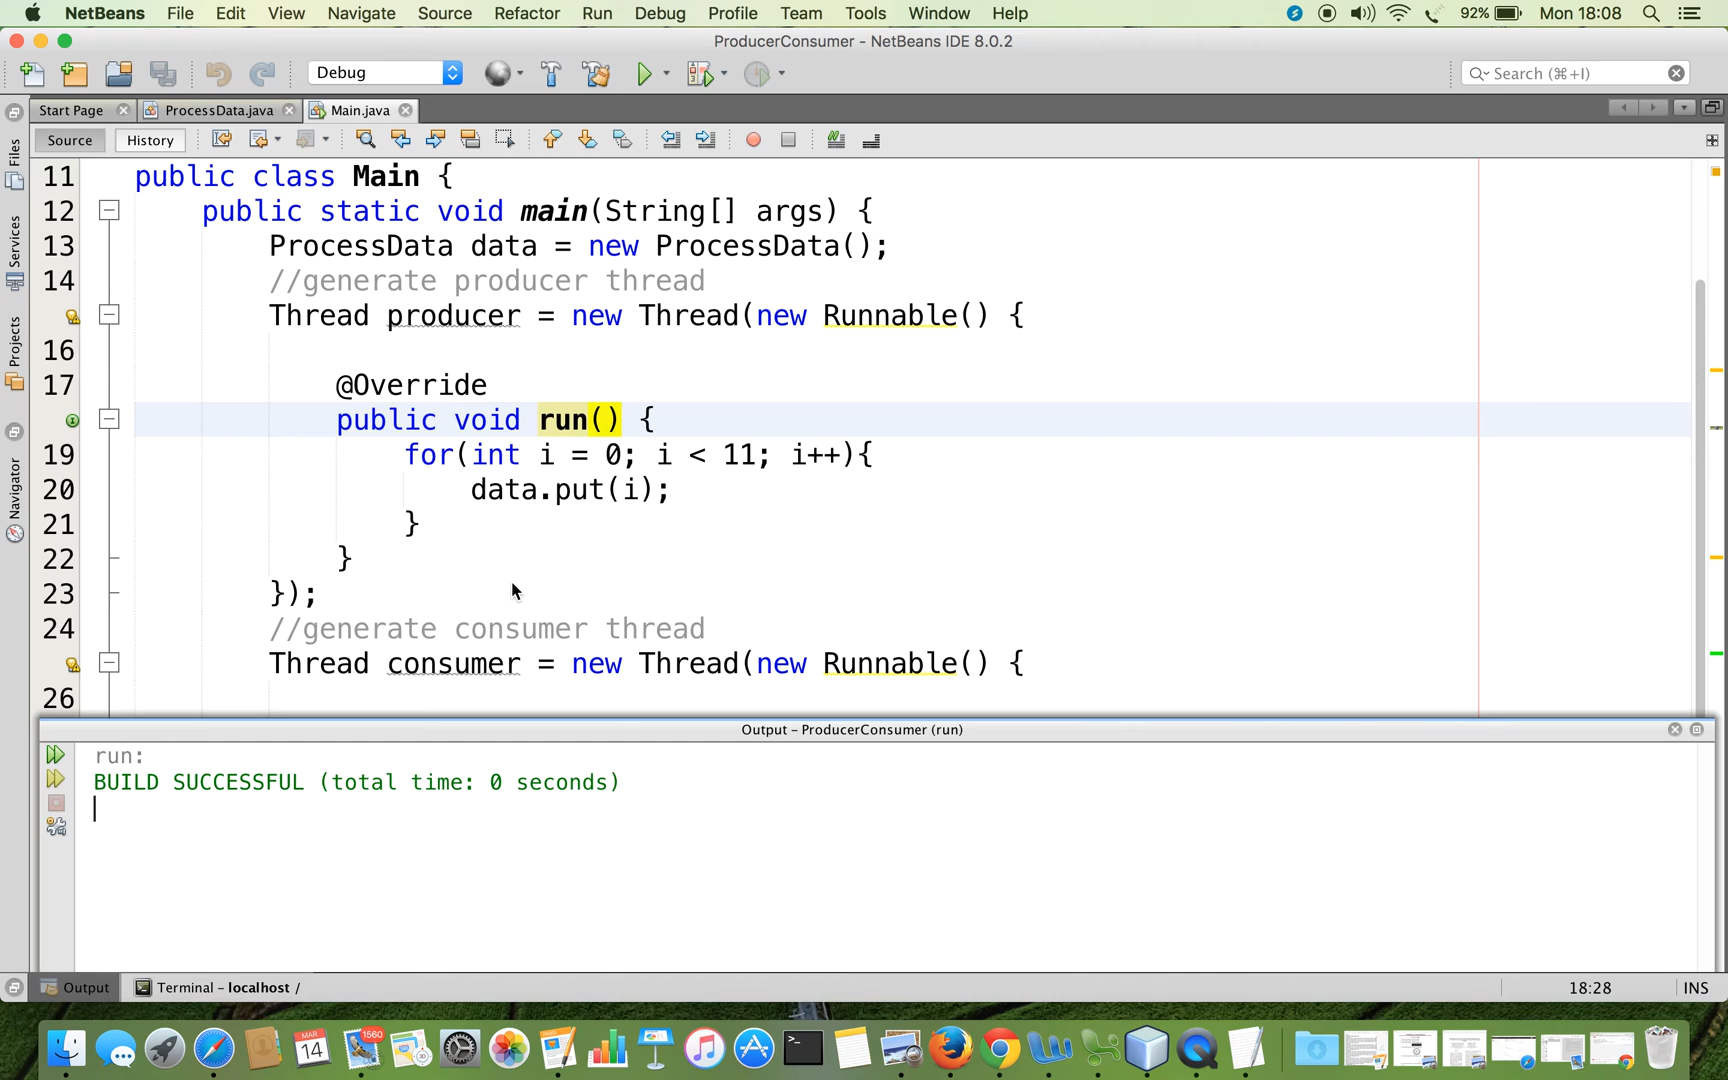 NetBeans File Edit View Navigate Source Refactor Run Debug Profile Team Tools Window Help 92% Mon 18:08
ProducerConsumer - NetBeans IDE 8.0.2
Debug Search (⌘+I)
Start Page ProcessData.java Main.java
Source History
Files
Services
Projects
Navigator
11 public class Main {
12 public static void main(String[] args) {
13 ProcessData data = new ProcessData();
14 //generate producer thread
Thread producer = new Thread(new Runnable() {
16
17 @Override
public void run() {
19 for(int i = 0; i < 11; i++){
20 data.put(i);
21 }
22 }
23 });
24 //generate consumer thread
Thread consumer = new Thread(new Runnable() {
26
Output – ProducerConsumer (run)
run:
BUILD SUCCESSFUL (total time: 0 seconds)
Output Terminal – localhost / 18:28 INS
MAR
14
1560